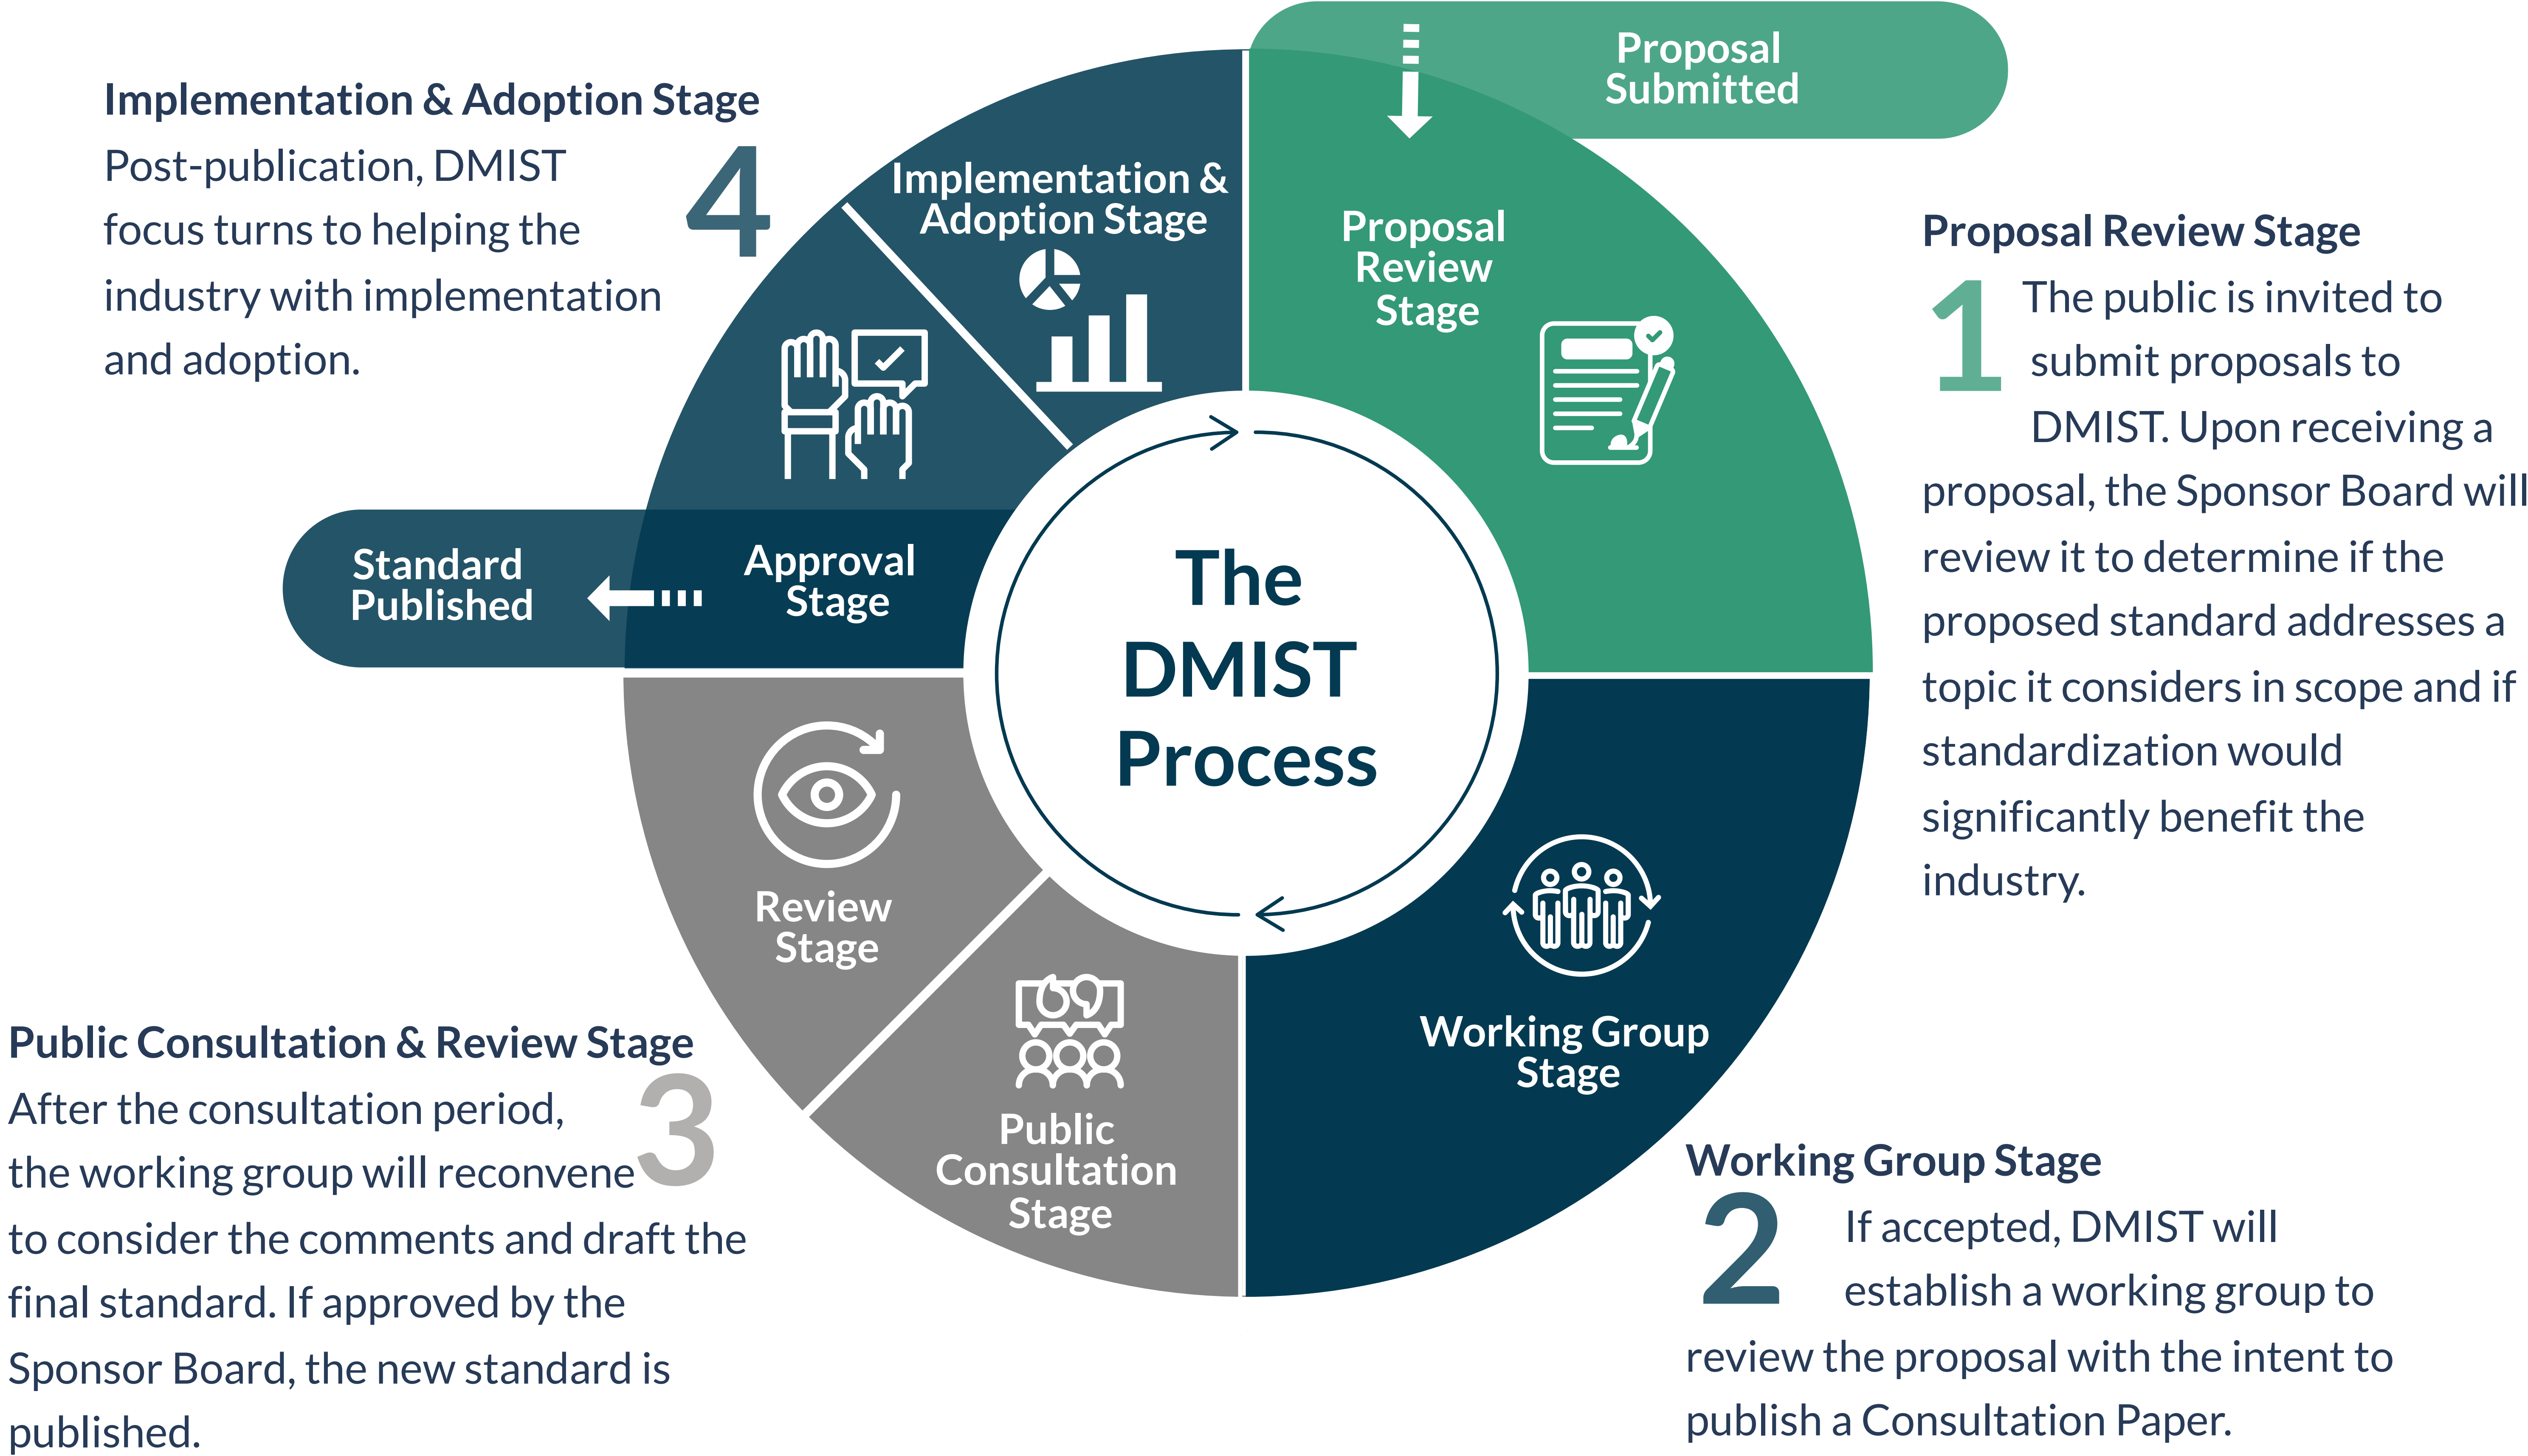 Proposal
Submitted
Implementation & Adoption Stage
4
Post-publication, DMIST
focus turns to helping the
industry with implementation
and adoption.
Implementation &
Adoption Stage
Proposal
Review
Stage
Proposal Review Stage
1
The public is invited to
submit proposals to
DMIST. Upon receiving a
proposal, the Sponsor Board will
review it to determine if the
proposed standard addresses a
topic it considers in scope and if
standardization would
significantly benefit the
industry.
Standard
Published
Approval
Stage
The
DMIST
Process
Review
Stage
Public
Consultation
Stage
Working Group
Stage
Public Consultation & Review Stage
3
After the consultation period,
the working group will reconvene
to consider the comments and draft the
final standard. If approved by the
Sponsor Board, the new standard is
published.
Working Group Stage
2
If accepted, DMIST will
establish a working group to
review the proposal with the intent to
publish a Consultation Paper.